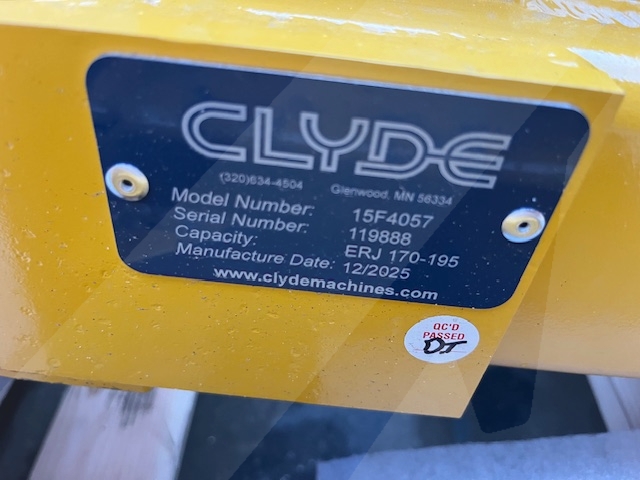 CLYDE
(320)634-4504 Glenwood, MN 56334
Model Number: 15F4057
Serial Number: 119888
Capacity: ERJ 170-195
Manufacture Date: 12/2025
www.clydemachines.com
QC'D
PASSED
DT